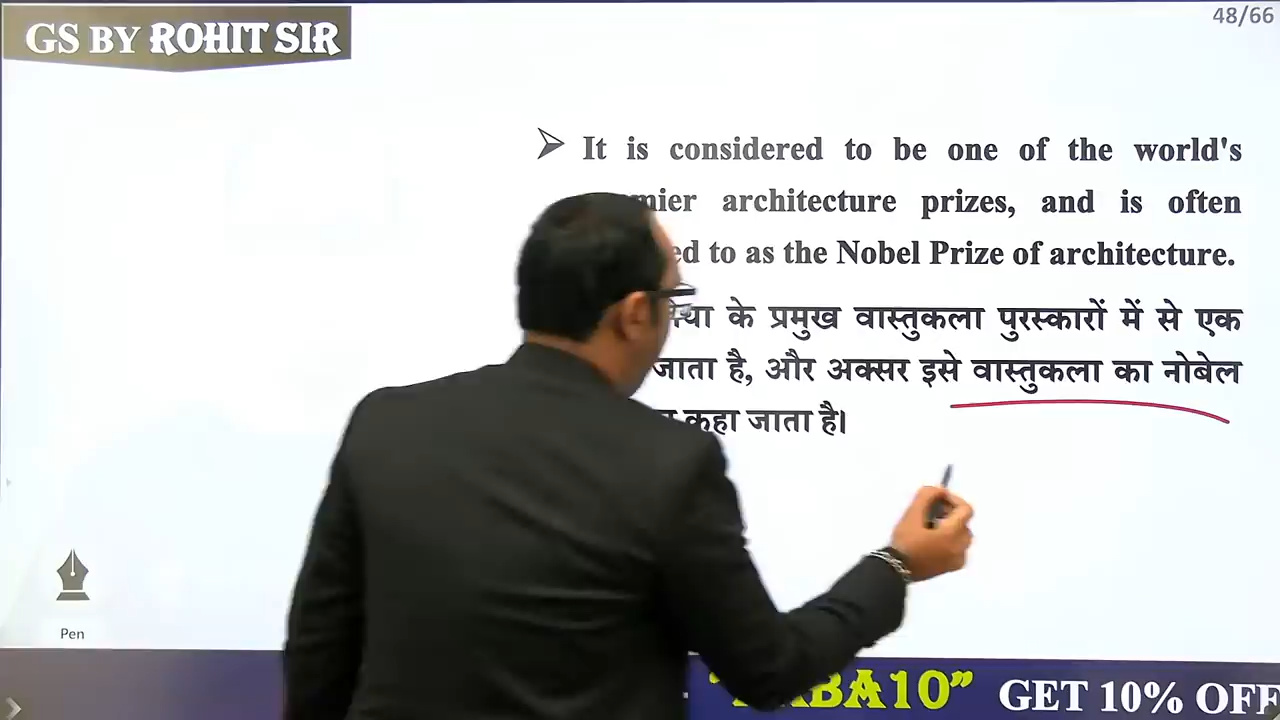 GS BY ROHIT SIR
48/66
It is considered to be one of the world's
architecture prizes, and is often
to as the Nobel Prize of architecture.
के प्रमुख वास्तुकला पुरस्कारों में से एक
जाता है, और अक्सर इसे वास्तुकला का नोबेल
कहा जाता है।
Pen
GET 10% OFF